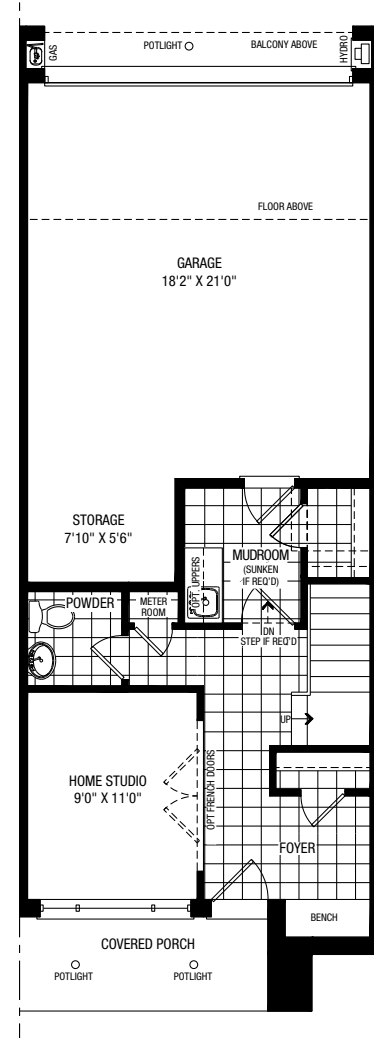 GAS
POTLIGHT
BALCONY ABOVE
HYDRO
FLOOR ABOVE
GARAGE
18'2" X 21'0"
STORAGE
7'10" X 5'6"
OPT UPPERS
MUDROOM
(SUNKEN
IF REQ'D)
POWDER
METER
ROOM
DN
STEP IF REQ'D
UP
HOME STUDIO
9'0" X 11'0"
OPT FRENCH DOORS
FOYER
BENCH
COVERED PORCH
POTLIGHT
POTLIGHT